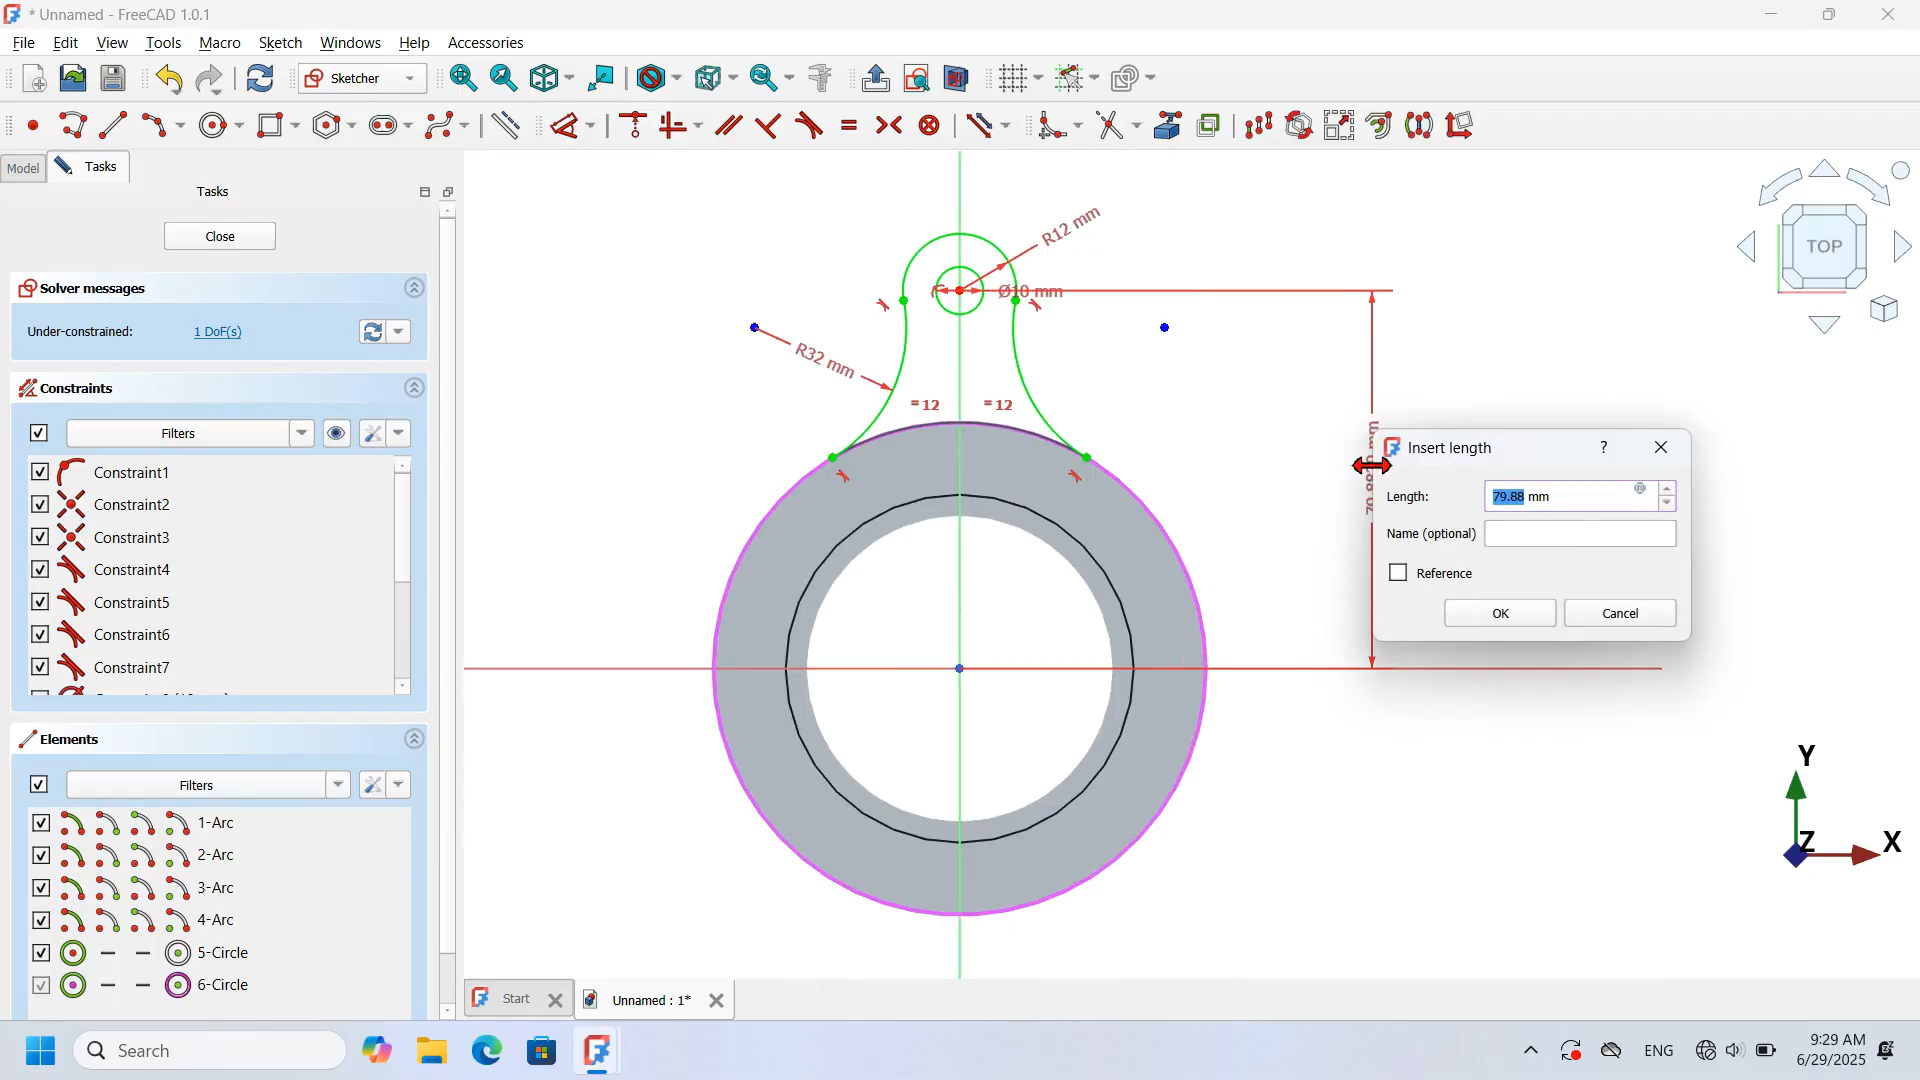 * Unnamed - FreeCAD 1.0.1
File Edit View Tools Macro Sketch Windows Help Accessories
Sketcher
Model
Tasks
Tasks
Close
Solver messages
Under-constrained:
1 DoF(s)
Constraints
Filters
Constraint1
Constraint2
Constraint3
Constraint4
Constraint5
Constraint6
Constraint7
Elements
Filters
1-Arc
2-Arc
3-Arc
4-Arc
5-Circle
6-Circle
R12 mm
Ø10 mm
R32 mm
= 12
= 12
Insert length
?
Length:
79.88 mm
Name (optional)
Reference
OK
Cancel
TOP
Y
Z
X
Start
Unnamed : 1*
Search
ENG
9:29 AM
6/29/2025